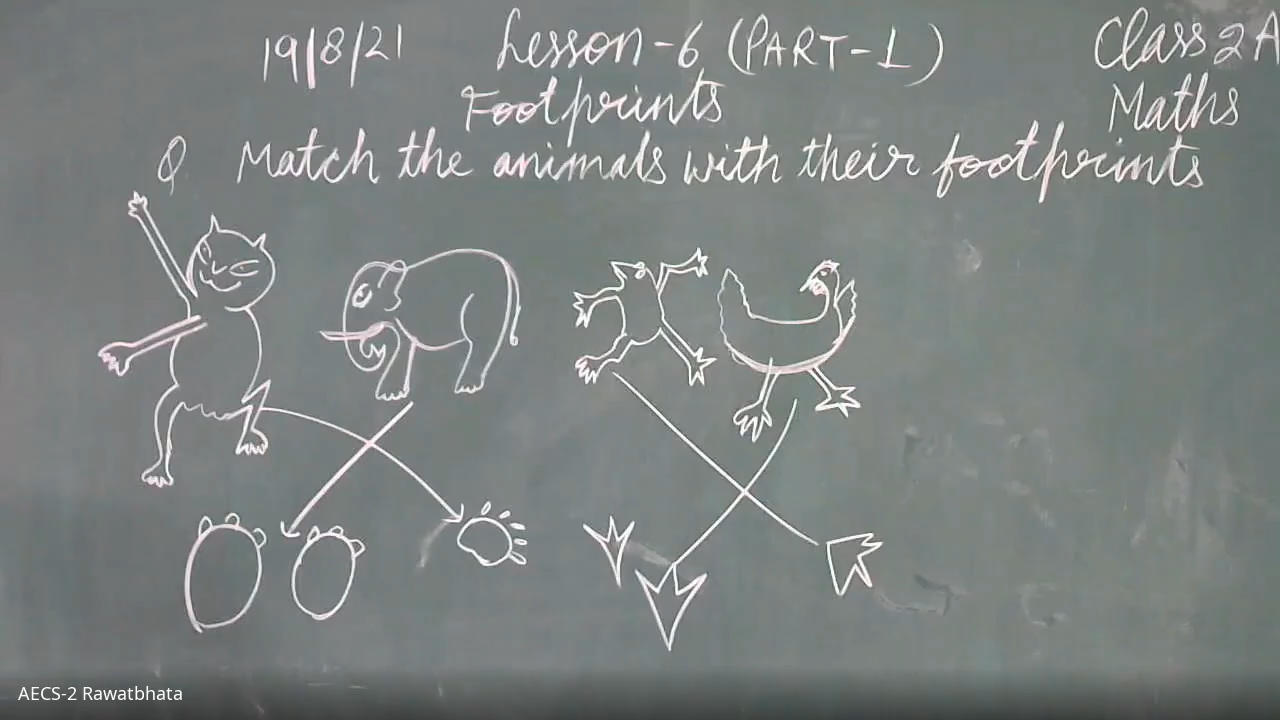 19/8/21 Lesson-6 (PART-1) Class 2A
Footprints Maths
Q Match the animals with their footprints
AECS-2 Rawatbhata